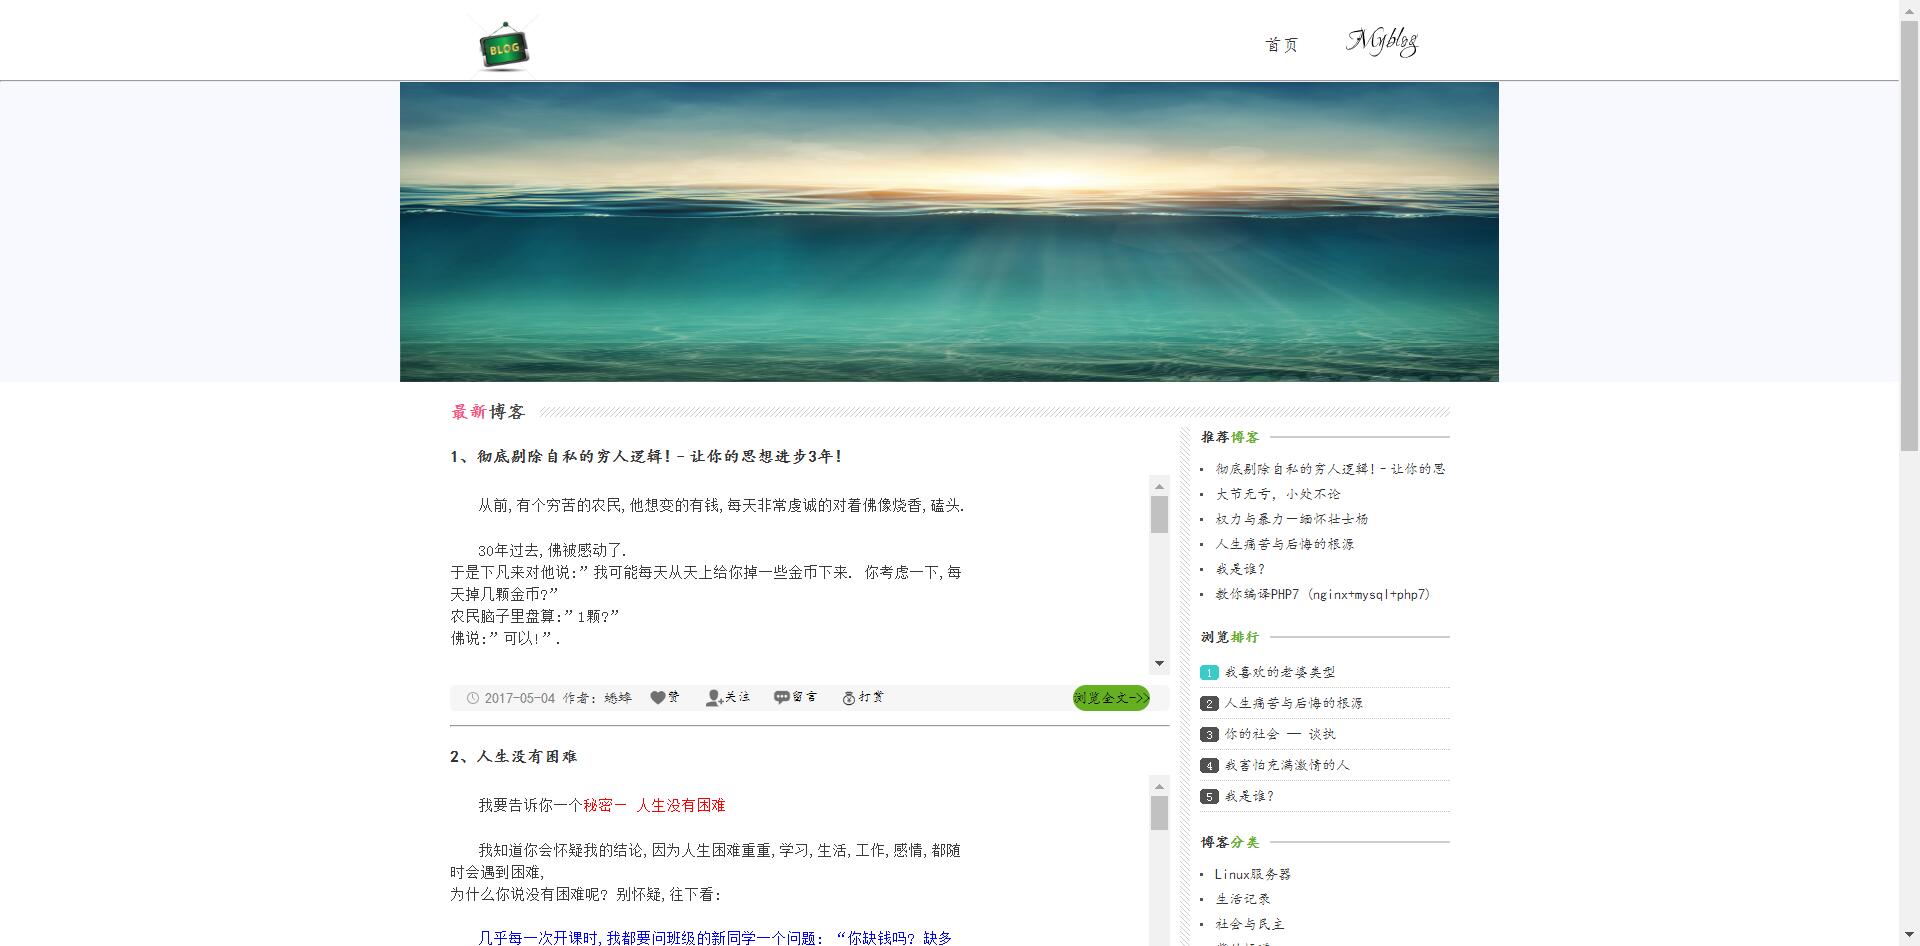 BLOG
首页
Myblog
最新博客
1、彻底剔除自私的穷人逻辑!-让你的思想进步3年!
从前,有个穷苦的农民,他想变的有钱,每天非常虔诚的对着佛像烧香,磕头.
30年过去,佛被感动了.
于是下凡来对他说:”我可能每天从天上给你掉一些金币下来. 你考虑一下,每
天掉几颗金币?”
农民脑子里盘算:”1颗?”
佛说:”可以!”.
2017-05-04 作者: 蟋蟀 赞 关注 留言 打赏 浏览全文->>
2、人生没有困难
我要告诉你一个秘密— 人生没有困难
我知道你会怀疑我的结论,因为人生困难重重,学习,生活,工作,感情,都随
时会遇到困难,
为什么你说没有困难呢? 别怀疑,往下看:
几乎每一次开课时,我都要问班级的新同学一个问题: “你缺钱吗? 缺多
推荐博客
彻底剔除自私的穷人逻辑!-让你的思
大节无亏, 小处不论
权力与暴力—缅怀壮士杨
人生痛苦与后悔的根源
我是谁?
教你编译PHP7 (nginx+mysql+php7)
浏览排行
1 我喜欢的老婆类型
2 人生痛苦与后悔的根源
3 你的社会 — 谈执
4 我害怕充满激情的人
5 我是谁?
博客分类
Linux服务器
生活记录
社会与民主